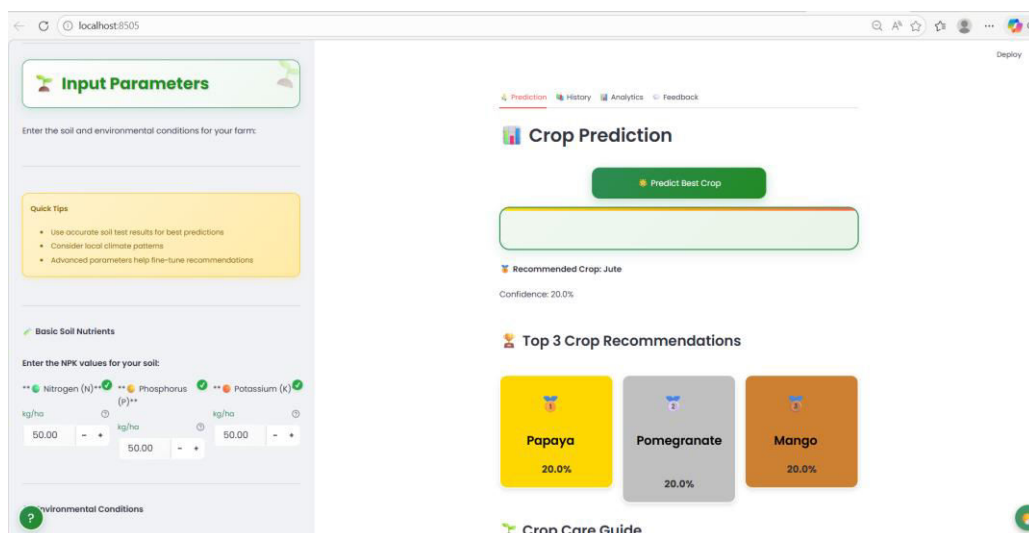 localhost:8505
Deploy
Input Parameters
Enter the soil and environmental conditions for your farm:
Quick Tips
Use accurate soil test results for best predictions
Consider local climate patterns
Advanced parameters help fine-tune recommendations
Basic Soil Nutrients
Enter the NPK values for your soil:
** Nitrogen (N)** ** Phosphorus ** Potassium (K)
(P)**
kg/ha kg/ha kg/ha
50.00 - + 50.00 - + 50.00 - +
Environmental Conditions
?
Prediction History Analytics Feedback
Crop Prediction
Predict Best Crop
Recommended Crop: Jute
Confidence: 20.0%
Top 3 Crop Recommendations
1 2 3
Papaya Pomegranate Mango
20.0% 20.0% 20.0%
Crop Care Guide